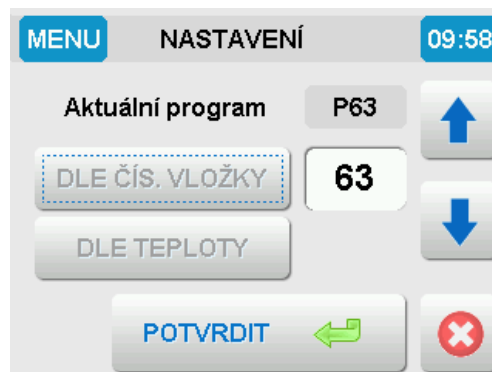 MENU NASTAVENÍ 09:58
Aktuální program P63
DLE ČÍS. VLOŽKY 63
DLE TEPLOTY
POTVRDIT